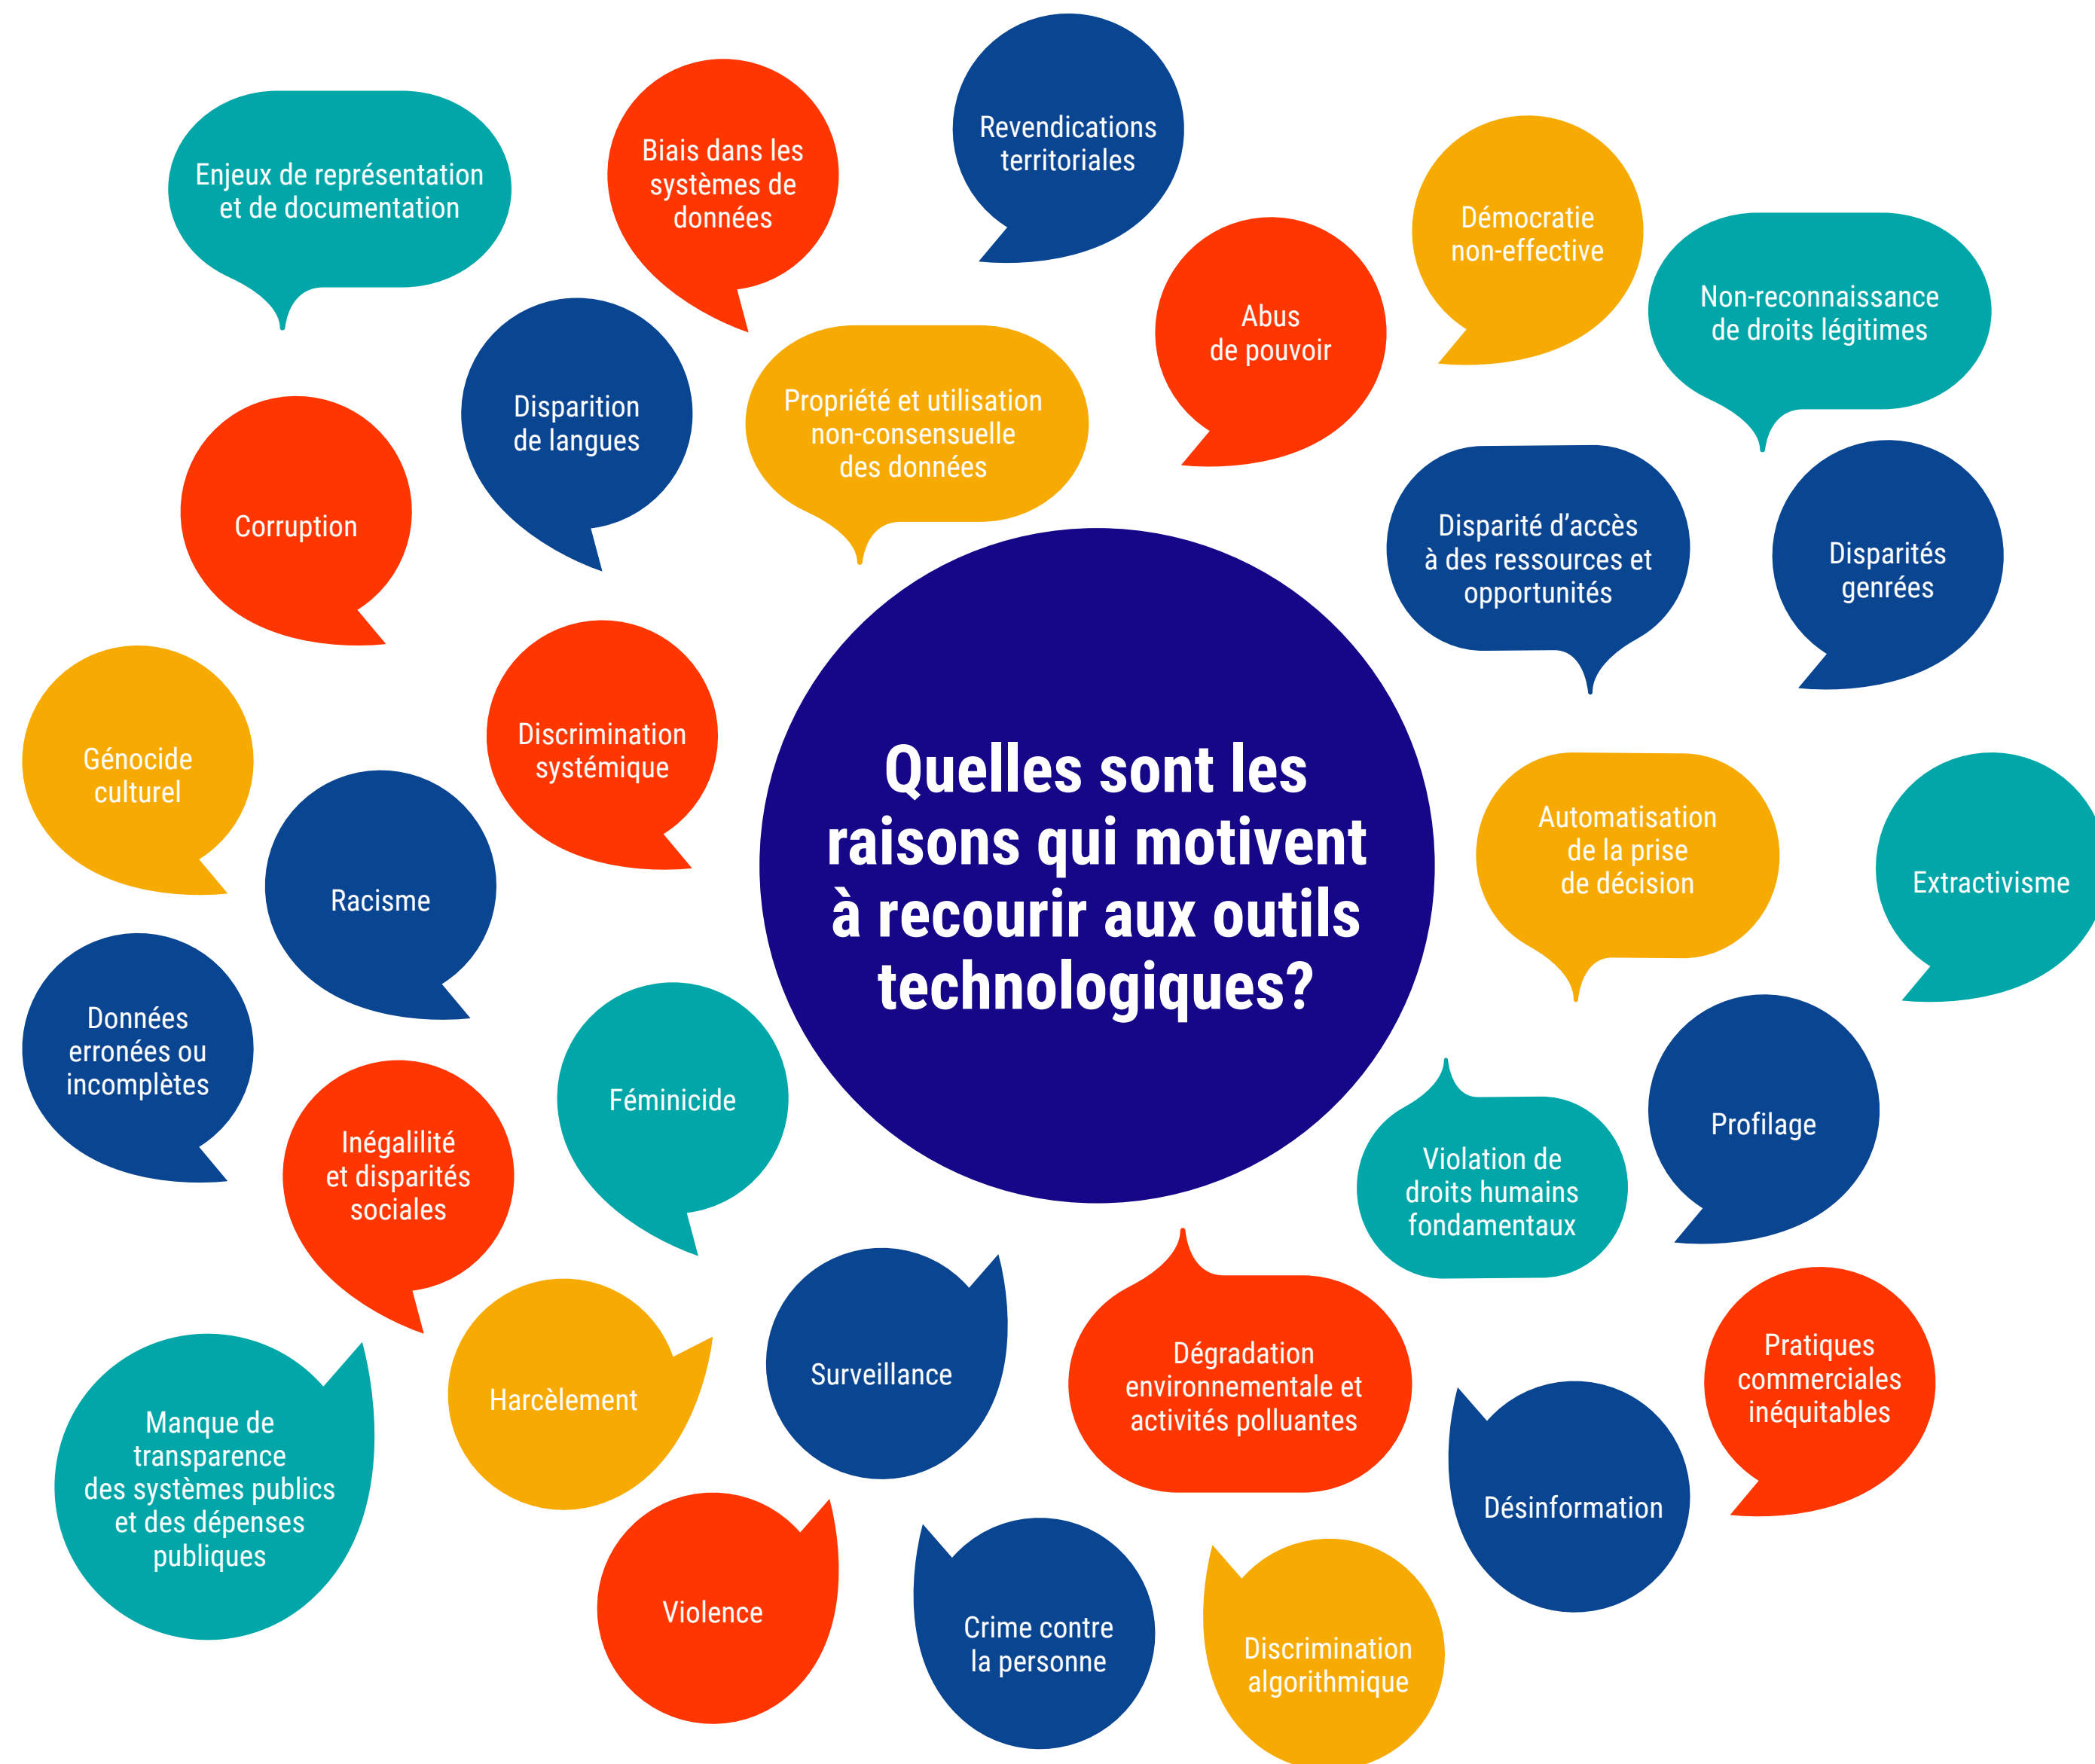 Revendications
territoriales
Biais dans les
systèmes de
données
Enjeux de représentation
et de documentation
Démocratie
non-effective
Non-reconnaissance
de droits légitimes
Abus
de pouvoir
Disparition
de langues
Propriété et utilisation
non-consensuelle
des données
Corruption
Disparité d’accès
à des ressources et
opportunités
Disparités
genrées
Génocide
culturel
Discrimination
systémique
Quelles sont les
raisons qui motivent
à recourir aux outils
technologiques?
Automatisation
de la prise
de décision
Extractivisme
Racisme
Données
erronées ou
incomplètes
Féminicide
Profilage
Inégalilité
et disparités
sociales
Violation de
droits humains
fondamentaux
Harcèlement
Surveillance
Dégradation
environnementale et
activités polluantes
Pratiques
commerciales
inéquitables
Manque de
transparence
des systèmes publics
et des dépenses
publiques
Désinformation
Violence
Crime contre
la personne
Discrimination
algorithmique